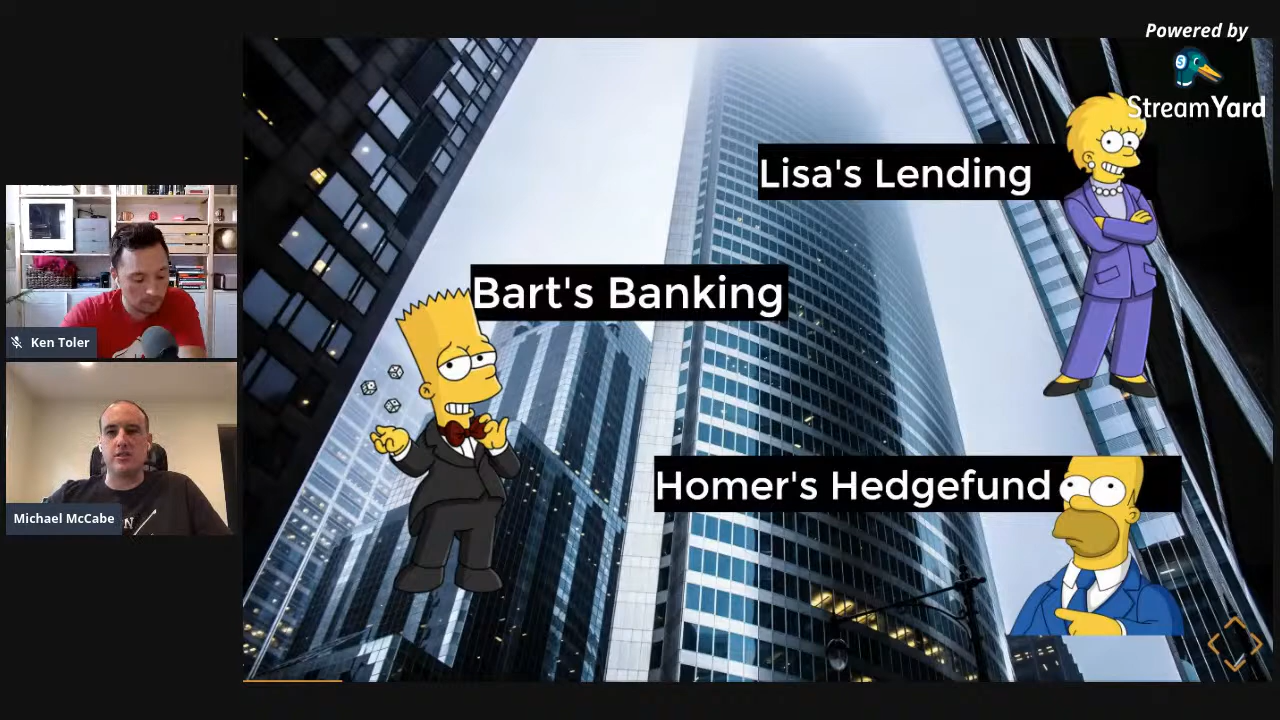 Powered by
StreamYard
Lisa's Lending
Bart's Banking
Homer's Hedgefund
Ken Toler
Michael McCabe
N